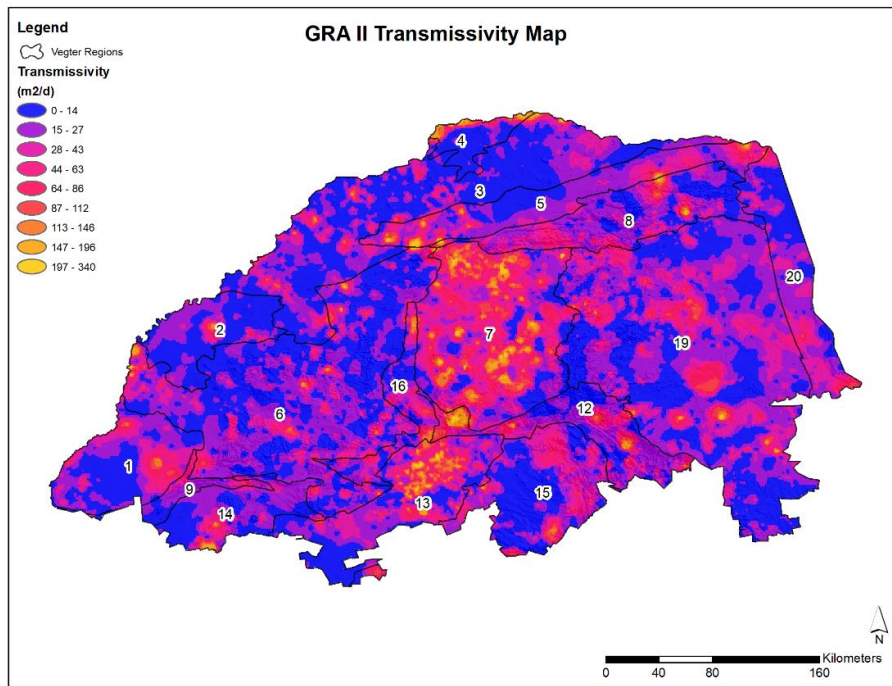 GRA II Transmissivity Map
Legend
Vegter Regions
Transmissivity
(m2/d)
0 - 14
15 - 27
28 - 43
44 - 63
64 - 86
87 - 112
113 - 146
147 - 196
197 - 340
4
3
5
8
20
2
7
19
16
6
12
1
9
15
13
14
N
Kilometers
0 40 80 160